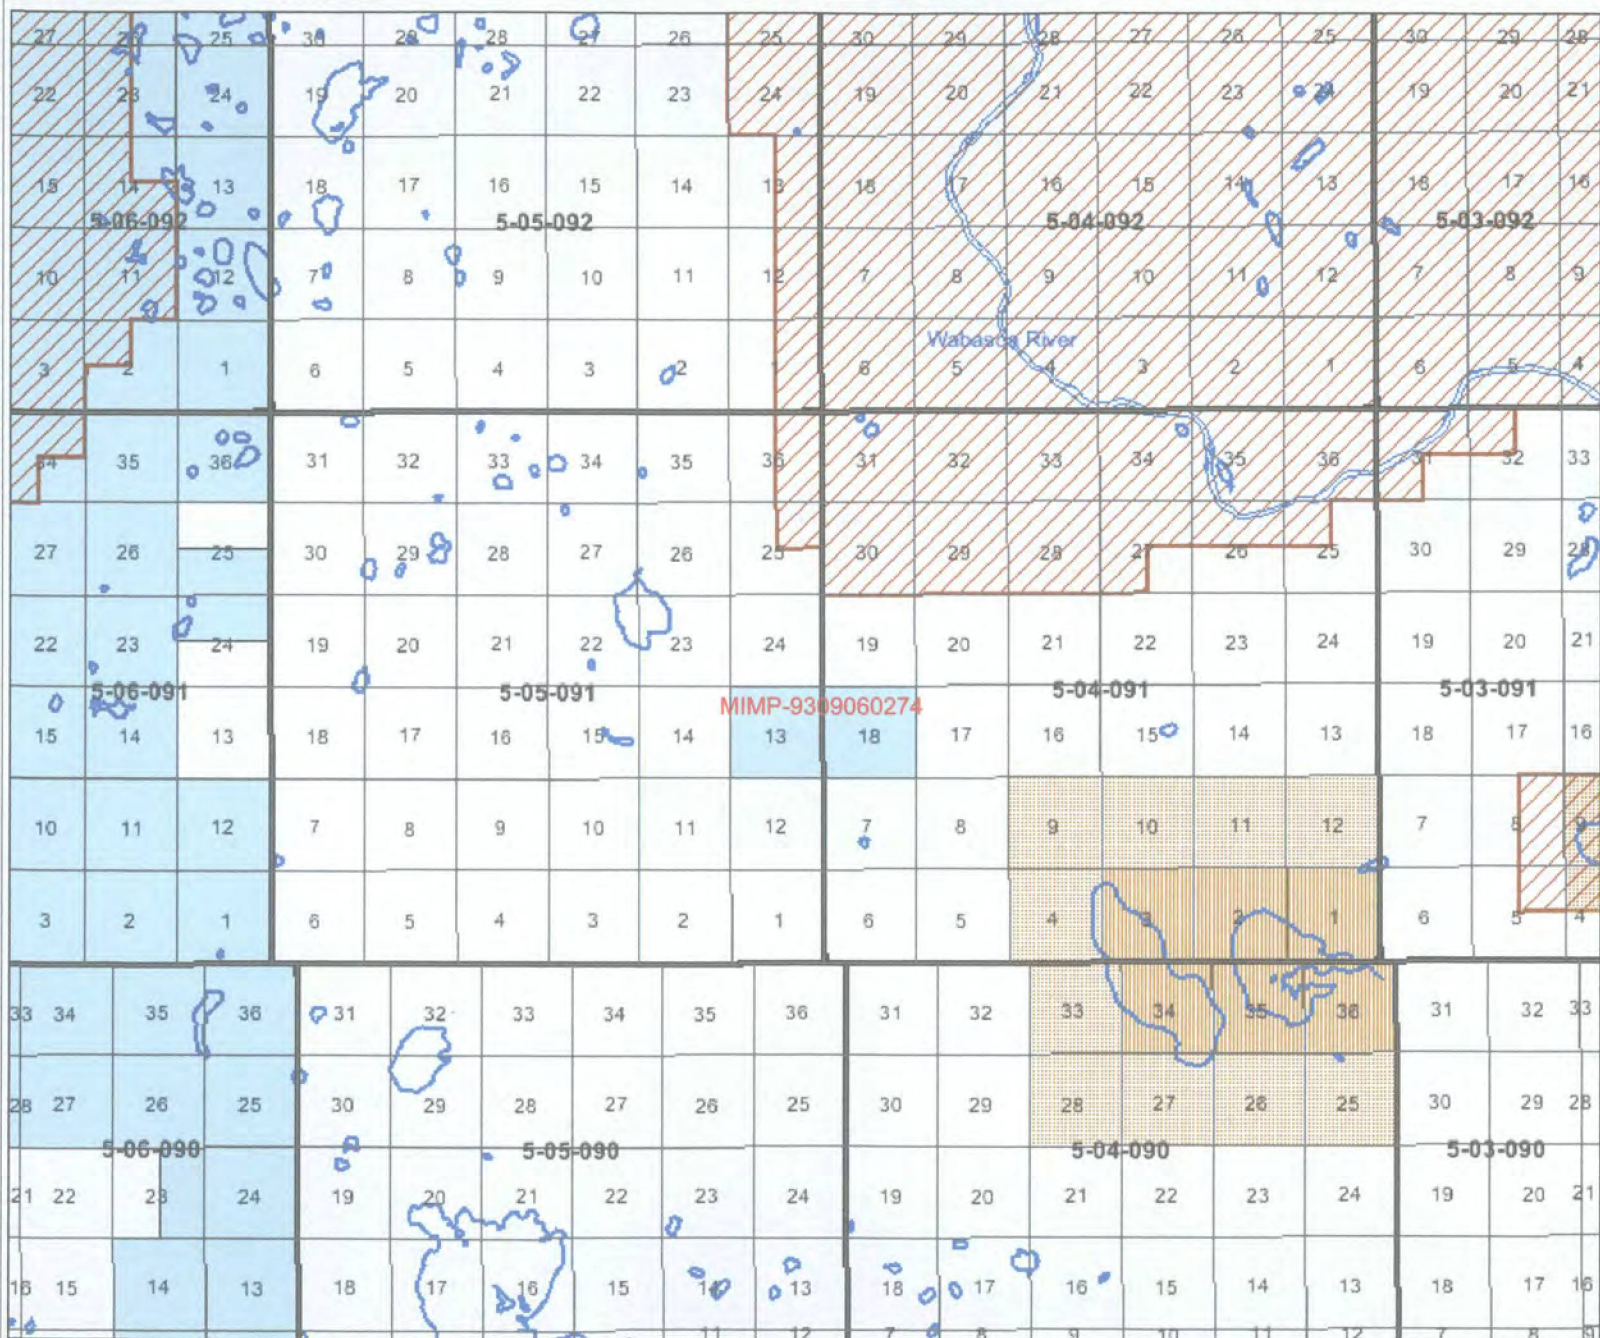 27 26 25 30 29 28 27 26 25 30 29 28 27 26 25 30 29 28
22 23 24 19 20 21 22 23 24 19 20 21 22 23 24 19 20 21
15 14 13 18 17 16 15 14 13 18 17 16 15 14 13 18 17 16
5-06-092 5-05-092 5-04-092 5-03-092
10 11 12 7 8 9 10 11 12 7 8 9 10 11 12 7 8 9
Wabasca River
3 2 1 6 5 4 3 2 1 6 5 4 3 2 1 6 5 4
34 35 36 31 32 33 34 35 36 31 32 33 34 35 36 31 32 33
27 26 25 30 29 28 27 26 25 30 29 28 27 26 25 30 29 28
22 23 24 19 20 21 22 23 24 19 20 21 22 23 24 19 20 21
5-06-091 5-05-091 5-04-091 5-03-091
MIMP-9309060274
15 14 13 18 17 16 15 14 13 18 17 16 15 14 13 18 17 16
10 11 12 7 8 9 10 11 12 7 8 9 10 11 12 7 8 9
3 2 1 6 5 4 3 2 1 6 5 4 3 2 1 6 5 4
33 34 35 36 31 32 33 34 35 36 31 32 33 34 35 36 31 32 33
28 27 26 25 30 29 28 27 26 25 30 29 28 27 26 25 30 29 28
5-06-090 5-05-090 5-04-090 5-03-090
21 22 23 24 19 20 21 22 23 24 19 20 21 22 23 24 19 20 21
16 15 14 13 18 17 16 15 14 13 18 17 16 15 14 13 18 17 16
11 12 7 8 9 10 11 12 7 8 9